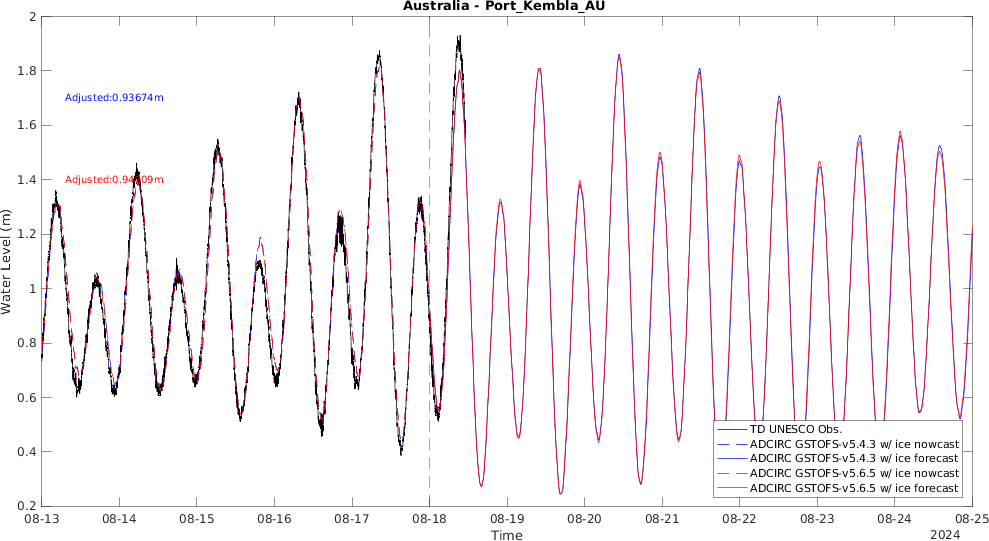 Australia - Port_Kembla_AU
Water Level (m)
2
1.8
1.6
1.4
1.2
1
0.8
0.6
0.4
0.2
Adjusted:0.93674m
TD UNESCO Obs.
ADCIRC GSTOFS-v5.4.3 w/ ice nowcast
ADCIRC GSTOFS-v5.4.3 w/ ice forecast
ADCIRC GSTOFS-v5.6.5 w/ ice nowcast
ADCIRC GSTOFS-v5.6.5 w/ ice forecast
08-13 08-14 08-15 08-16 08-17 08-18 08-19 08-20 08-21 08-22 08-23 08-24 08-25
Time
2024